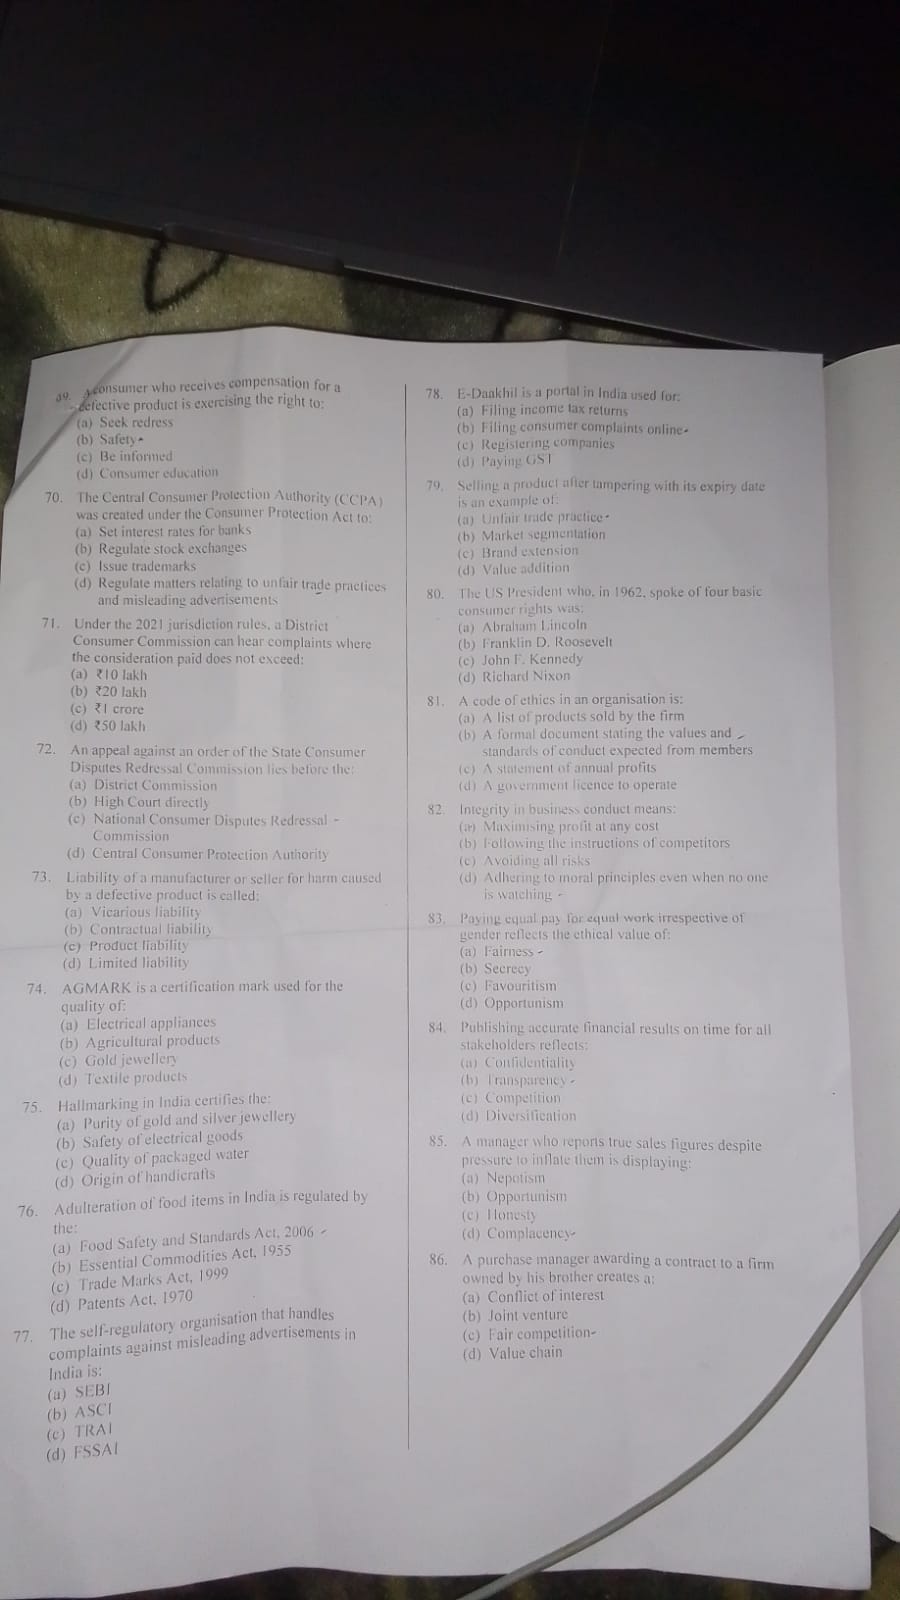 69. A consumer who receives compensation for a
defective product is exercising the right to:
(a) Seek redress
(b) Safety
(c) Be informed
(d) Consumer education
70. The Central Consumer Protection Authority (CCPA)
was created under the Consumer Protection Act to:
(a) Set interest rates for banks
(b) Regulate stock exchanges
(c) Issue trademarks
(d) Regulate matters relating to unfair trade practices
and misleading advertisements
71. Under the 2021 jurisdiction rules, a District
Consumer Commission can hear complaints where
the consideration paid does not exceed:
(a) ₹10 lakh
(b) ₹20 lakh
(c) ₹1 crore
(d) ₹50 lakh
72. An appeal against an order of the State Consumer
Disputes Redressal Commission lies before the:
(a) District Commission
(b) High Court directly
(c) National Consumer Disputes Redressal
Commission
(d) Central Consumer Protection Authority
73. Liability of a manufacturer or seller for harm caused
by a defective product is called:
(a) Vicarious liability
(b) Contractual liability
(c) Product liability
(d) Limited liability
74. AGMARK is a certification mark used for the
quality of:
(a) Electrical appliances
(b) Agricultural products
(c) Gold jewellery
(d) Textile products
75. Hallmarking in India certifies the:
(a) Purity of gold and silver jewellery
(b) Safety of electrical goods
(c) Quality of packaged water
(d) Origin of handicrafts
76. Adulteration of food items in India is regulated by
the:
(a) Food Safety and Standards Act, 2006
(b) Essential Commodities Act, 1955
(c) Trade Marks Act, 1999
(d) Patents Act, 1970
77. The self-regulatory organisation that handles
complaints against misleading advertisements in
India is:
(a) SEBI
(b) ASCI
(c) TRAI
(d) FSSAI
78. E-Daakhil is a portal in India used for:
(a) Filing income tax returns
(b) Filing consumer complaints online
(c) Registering companies
(d) Paying GST
79. Selling a product after tampering with its expiry date
is an example of:
(a) Unfair trade practice
(b) Market segmentation
(c) Brand extension
(d) Value addition
80. The US President who, in 1962, spoke of four basic
consumer rights was:
(a) Abraham Lincoln
(b) Franklin D. Roosevelt
(c) John F. Kennedy
(d) Richard Nixon
81. A code of ethics in an organisation is:
(a) A list of products sold by the firm
(b) A formal document stating the values and
standards of conduct expected from members
(c) A statement of annual profits
(d) A government licence to operate
82. Integrity in business conduct means:
(a) Maximising profit at any cost
(b) Following the instructions of competitors
(c) Avoiding all risks
(d) Adhering to moral principles even when no one
is watching
83. Paying equal pay for equal work irrespective of
gender reflects the ethical value of:
(a) Fairness
(b) Secrecy
(c) Favouritism
(d) Opportunism
84. Publishing accurate financial results on time for all
stakeholders reflects:
(a) Confidentiality
(b) Transparency
(c) Competition
(d) Diversification
85. A manager who reports true sales figures despite
pressure to inflate them is displaying:
(a) Nepotism
(b) Opportunism
(c) Honesty
(d) Complacency
86. A purchase manager awarding a contract to a firm
owned by his brother creates a:
(a) Conflict of interest
(b) Joint venture
(c) Fair competition
(d) Value chain